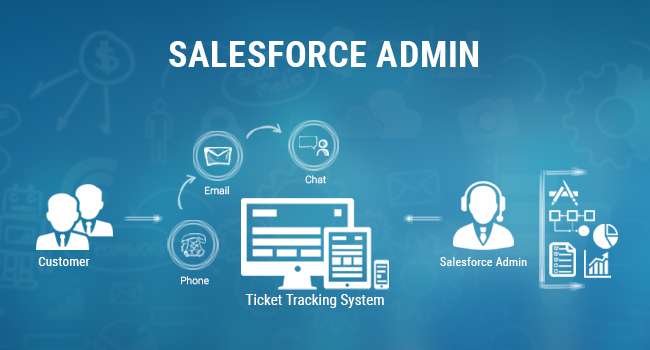 SALESFORCE ADMIN
Email
Chat
Customer
Phone
Ticket Tracking System
Salesforce Admin